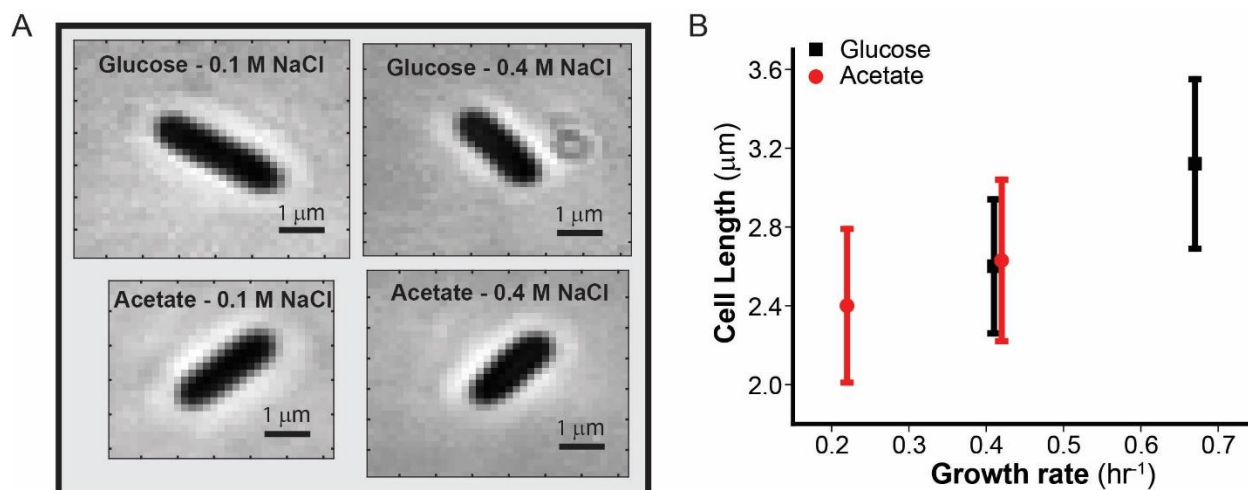 A
Glucose - 0.1 M NaCl
1 μm
Glucose - 0.4 M NaCl
1 μm
Acetate - 0.1 M NaCl
1 μm
Acetate - 0.4 M NaCl
1 μm
B
Glucose
Acetate
Cell Length (μm)
3.6
3.2
2.8
2.4
2.0
0.2 0.3 0.4 0.5 0.6 0.7
Growth rate (hr⁻¹)